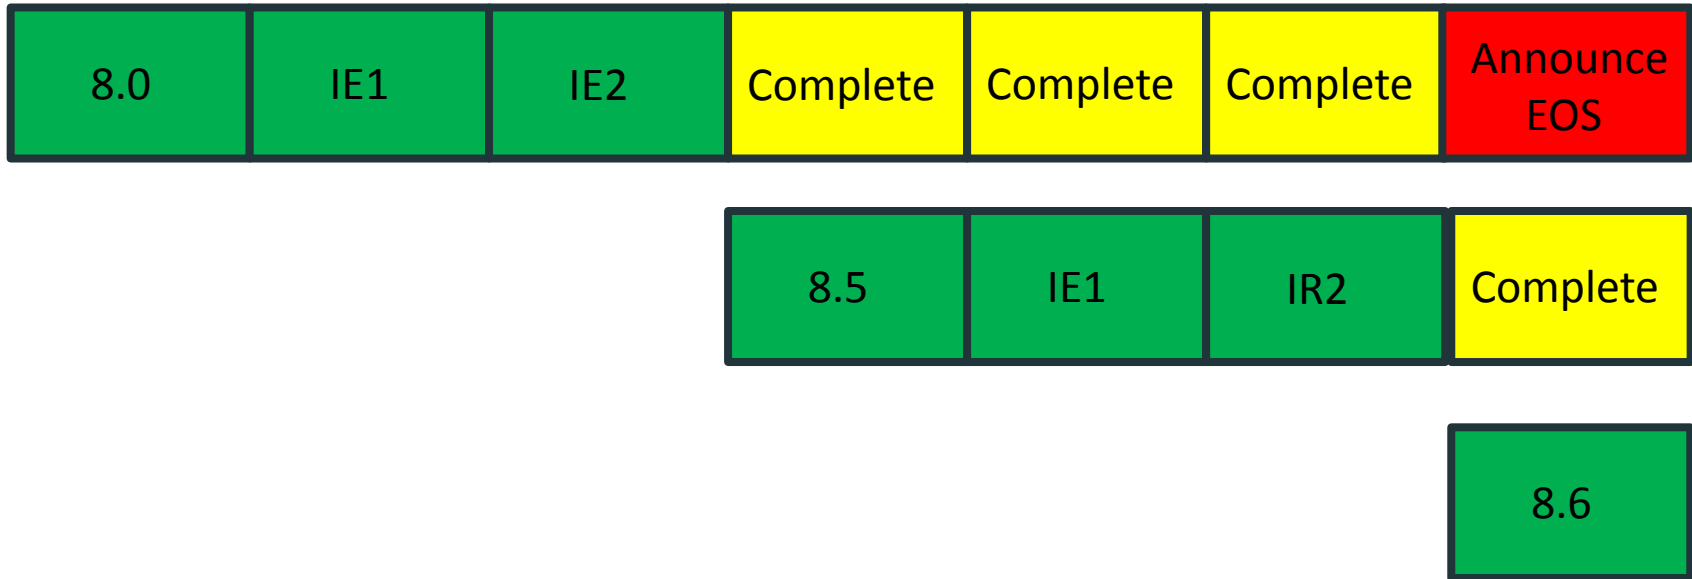 8.0
IE1
IE2
Complete
Complete
Complete
Announce
EOS
8.5
IE1
IR2
Complete
8.6